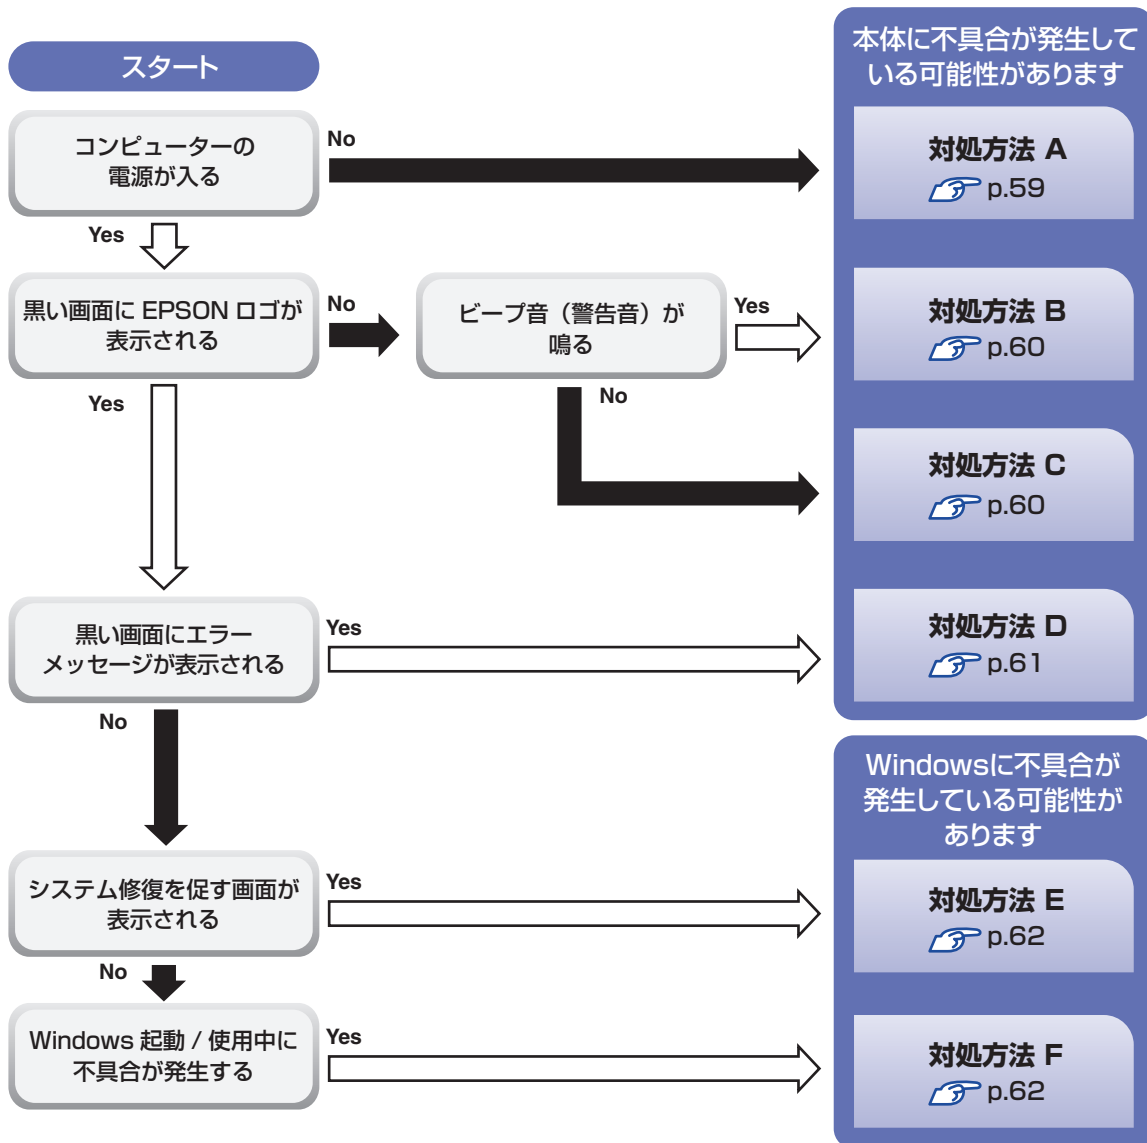 スタート
本体に不具合が発生して
いる可能性があります
コンピューターの
電源が入る
No
対処方法 A
p.59
Yes
黒い画面に EPSON ロゴが
表示される
No
ビープ音（警告音）が
鳴る
Yes
対処方法 B
p.60
Yes
No
対処方法 C
p.60
黒い画面にエラー
メッセージが表示される
Yes
対処方法 D
p.61
No
Windowsに不具合が
発生している可能性が
あります
システム修復を促す画面が
表示される
Yes
対処方法 E
p.62
No
Windows 起動 / 使用中に
不具合が発生する
Yes
対処方法 F
p.62